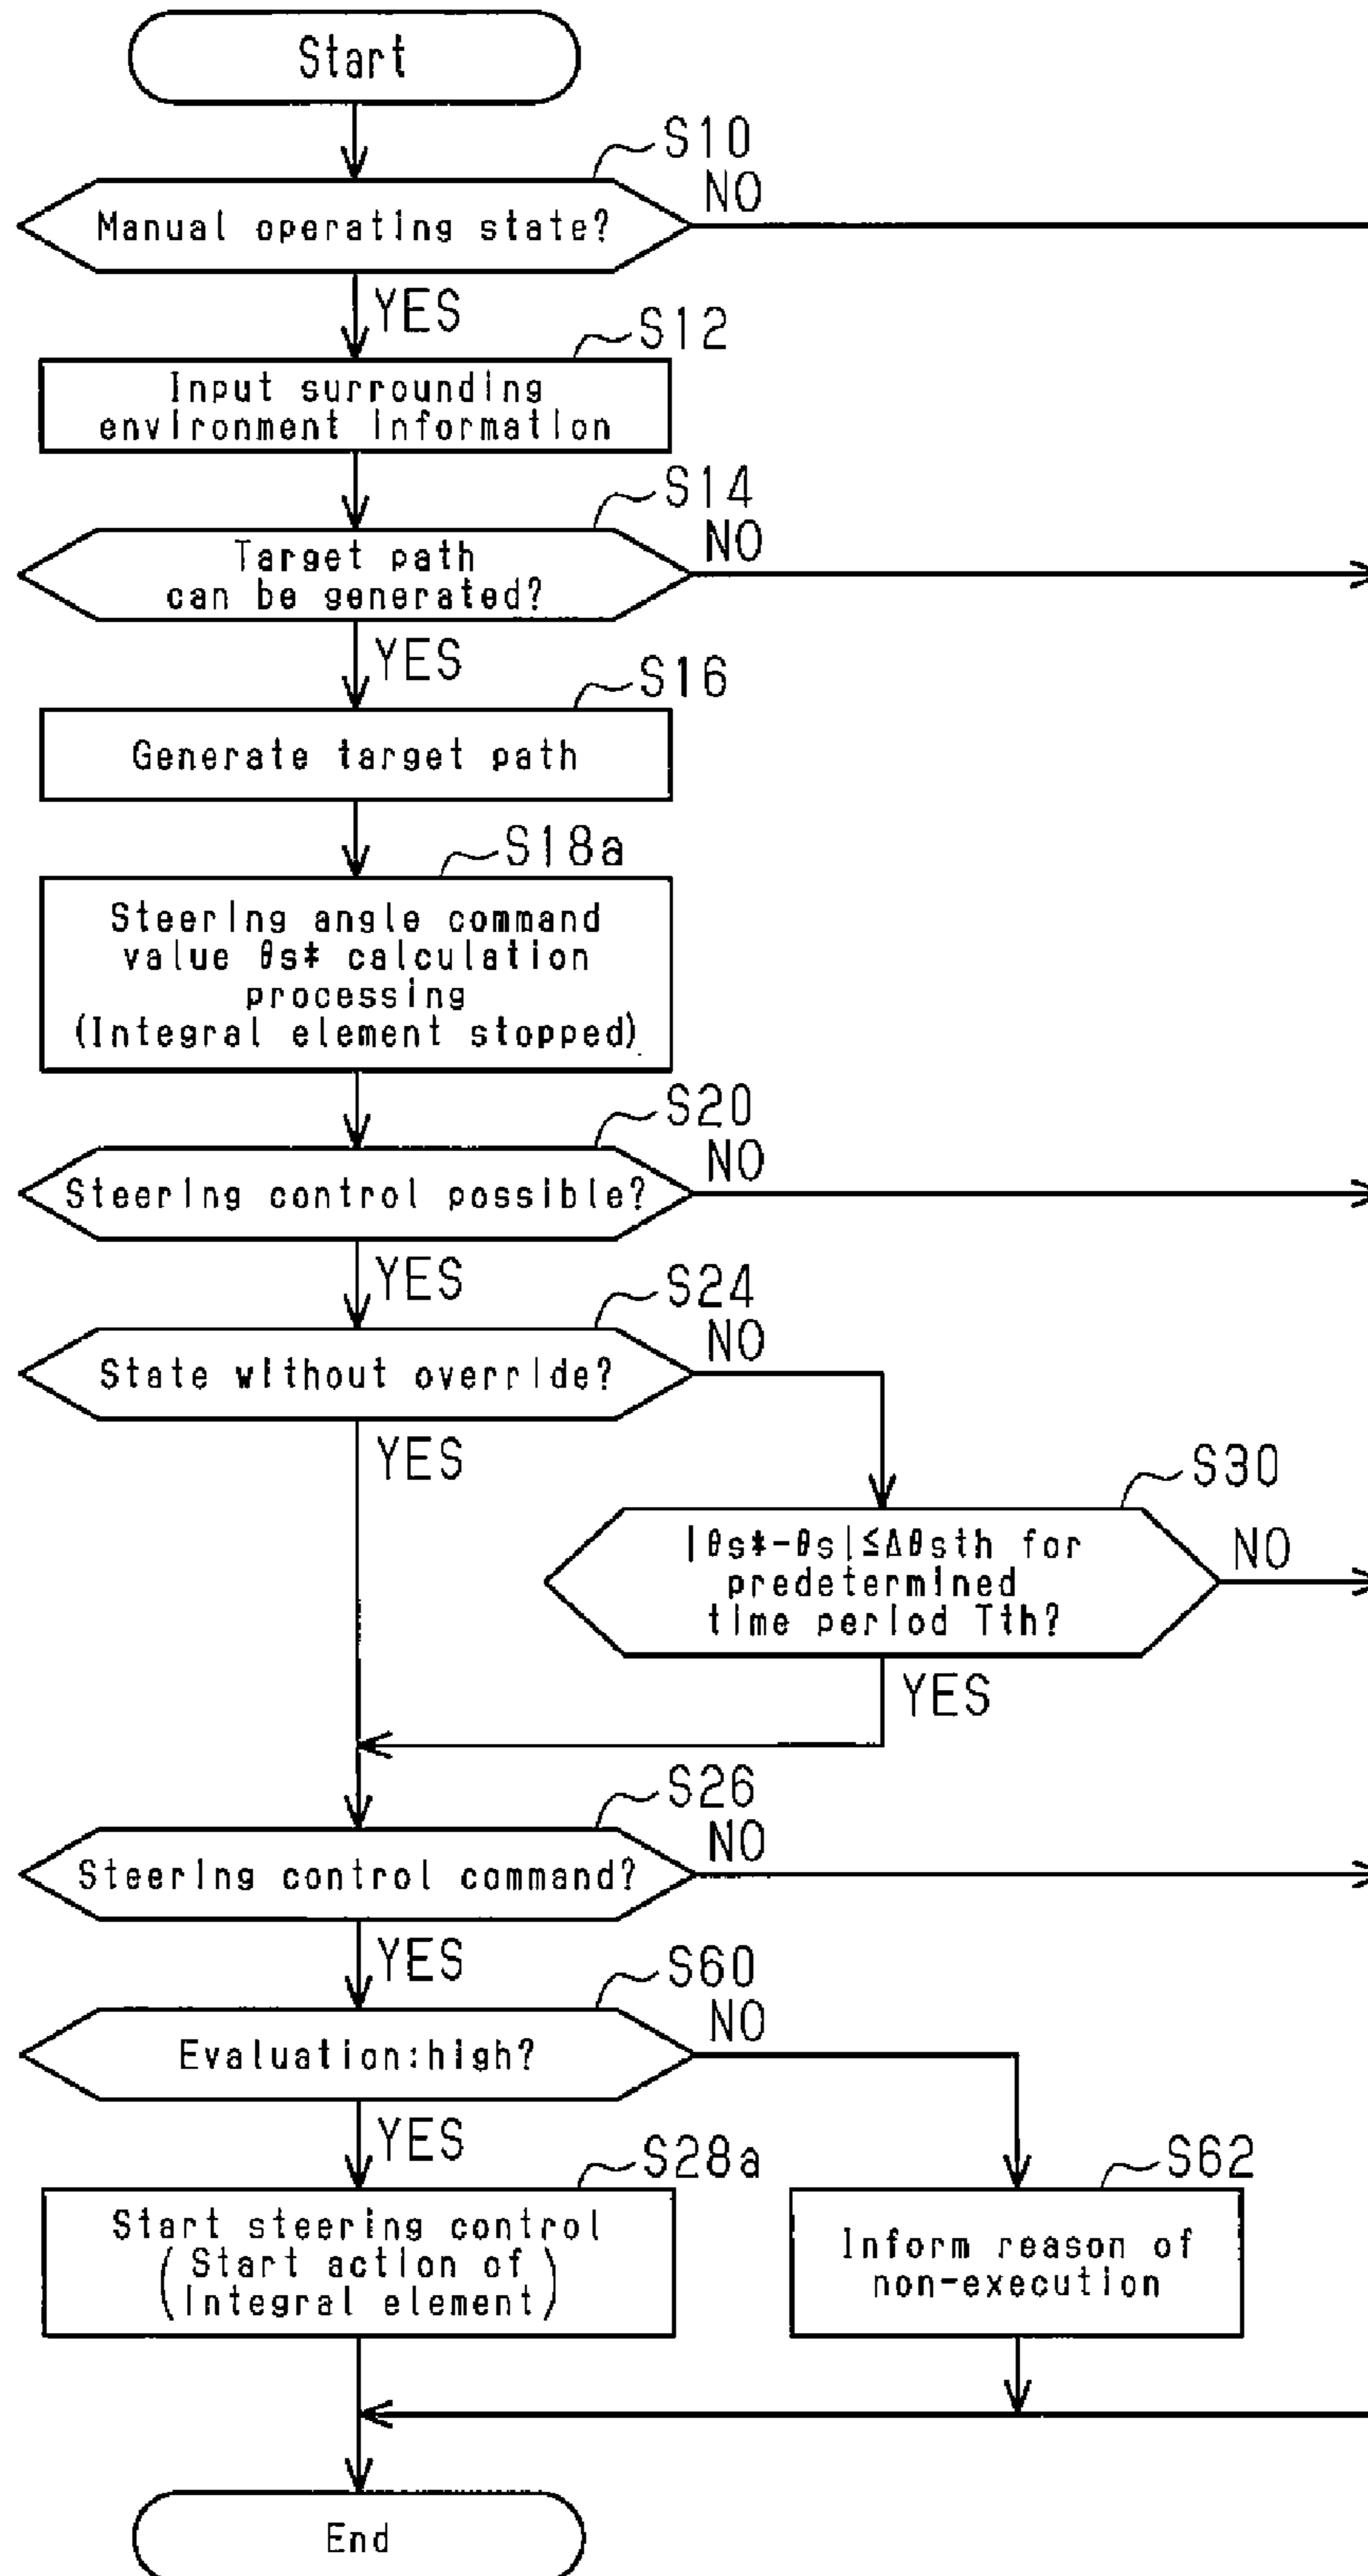 Start
S10
Manual operating state?
NO
YES
S12
Input surrounding
environment information
S14
Target path
can be generated?
NO
YES
S16
Generate target path
S18a
Steering angle command
value θs* calculation
processing
(Integral element stopped)
S20
Steering control possible?
NO
YES
S24
State without override?
NO
YES
S30
|θs*-θs|≤Δθsth for
predetermined
time period Tth?
NO
YES
S26
Steering control command?
NO
YES
S60
Evaluation:high?
NO
YES
S28a
Start steering control
(Start action of
Integral element)
S62
Inform reason of
non-execution
End